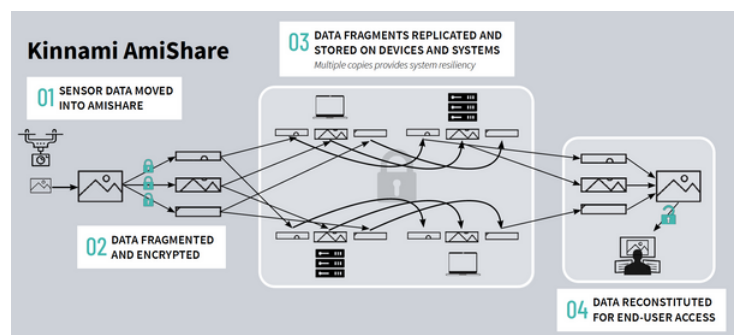 Kinnami AmiShare
01 SENSOR DATA MOVED
INTO AMISHARE
02 DATA FRAGMENTED
AND ENCRYPTED
03 DATA FRAGMENTS REPLICATED AND
STORED ON DEVICES AND SYSTEMS
Multiple copies provides system resiliency
04 DATA RECONSTITUTED
FOR END-USER ACCESS